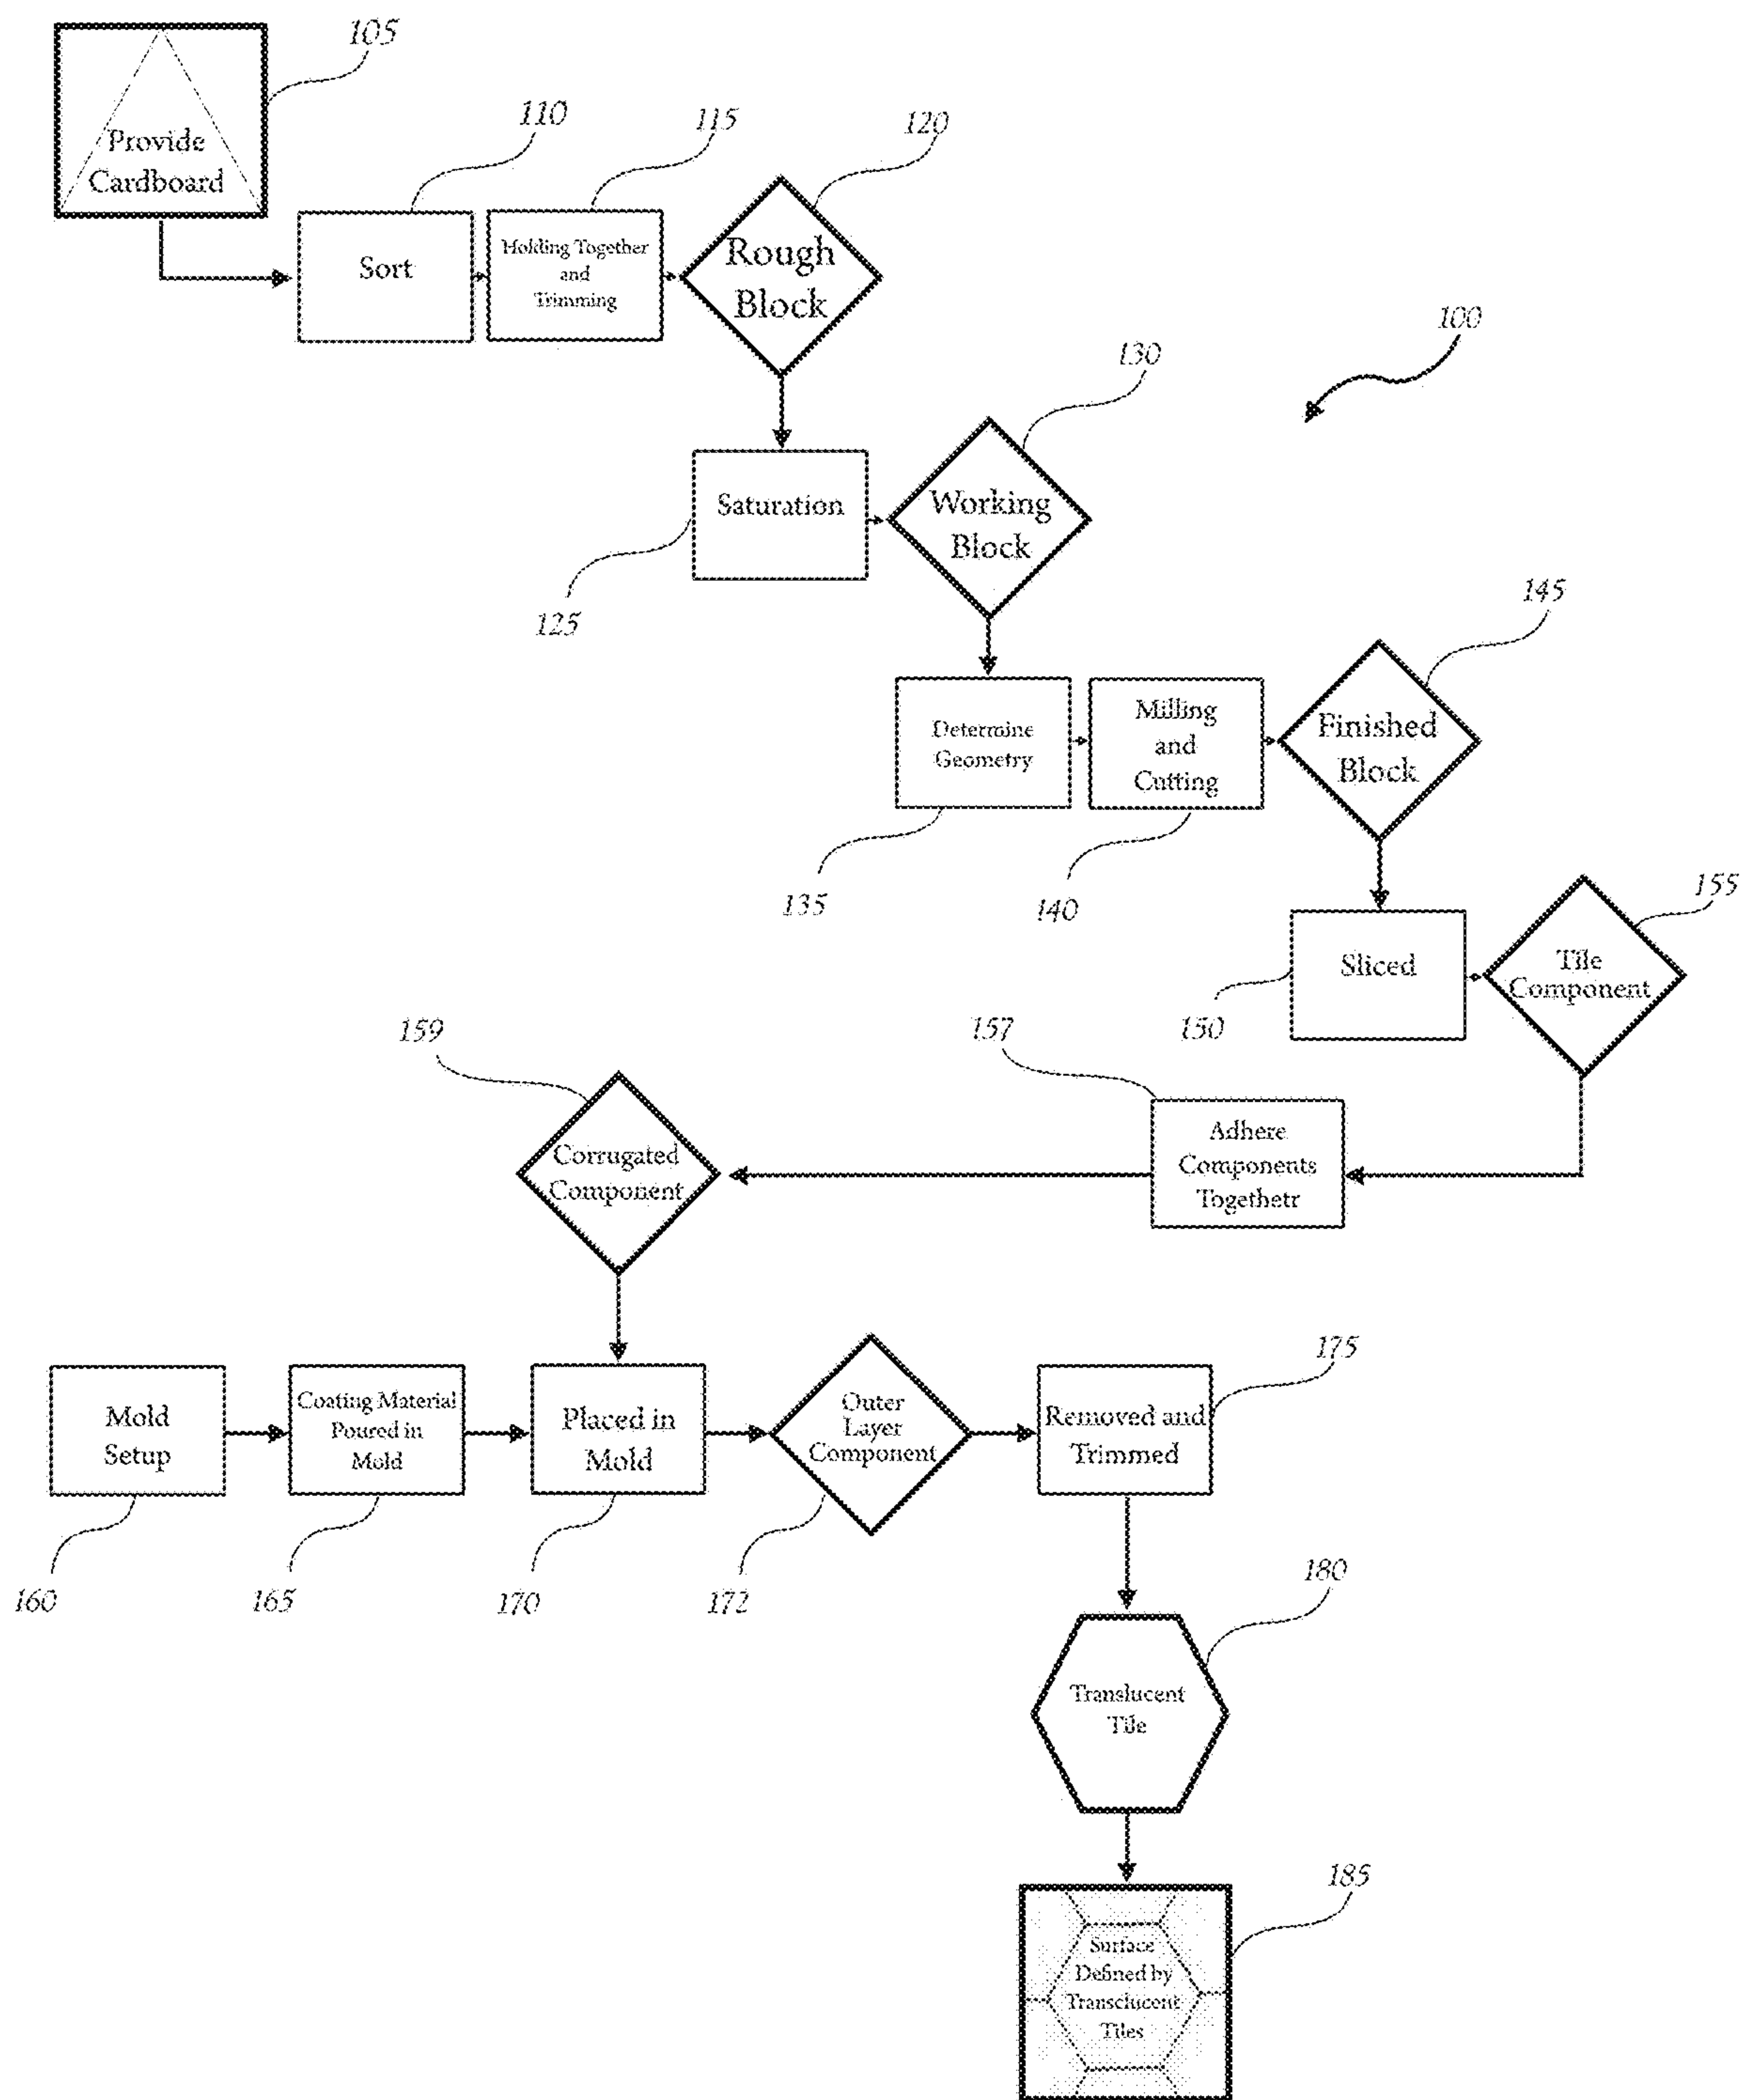 105
Provide
Cardboard
110
Sort
115
Holding Together
and
Trimming
120
Rough
Block
100
125
Saturation
130
Working
Block
135
Determine
Geometry
140
Milling
and
Cutting
145
Finished
Block
150
Sliced
155
Tile
Component
157
Adhere
Components
Togethetr
159
Corrugated
Component
160
Mold
Setup
165
Coating Material
Poured in
Mold
170
Placed in
Mold
172
Outer
Layer
Component
175
Removed and
Trimmed
180
Translucent
Tile
185
Surface
Defined by
Transclucent
Tiles